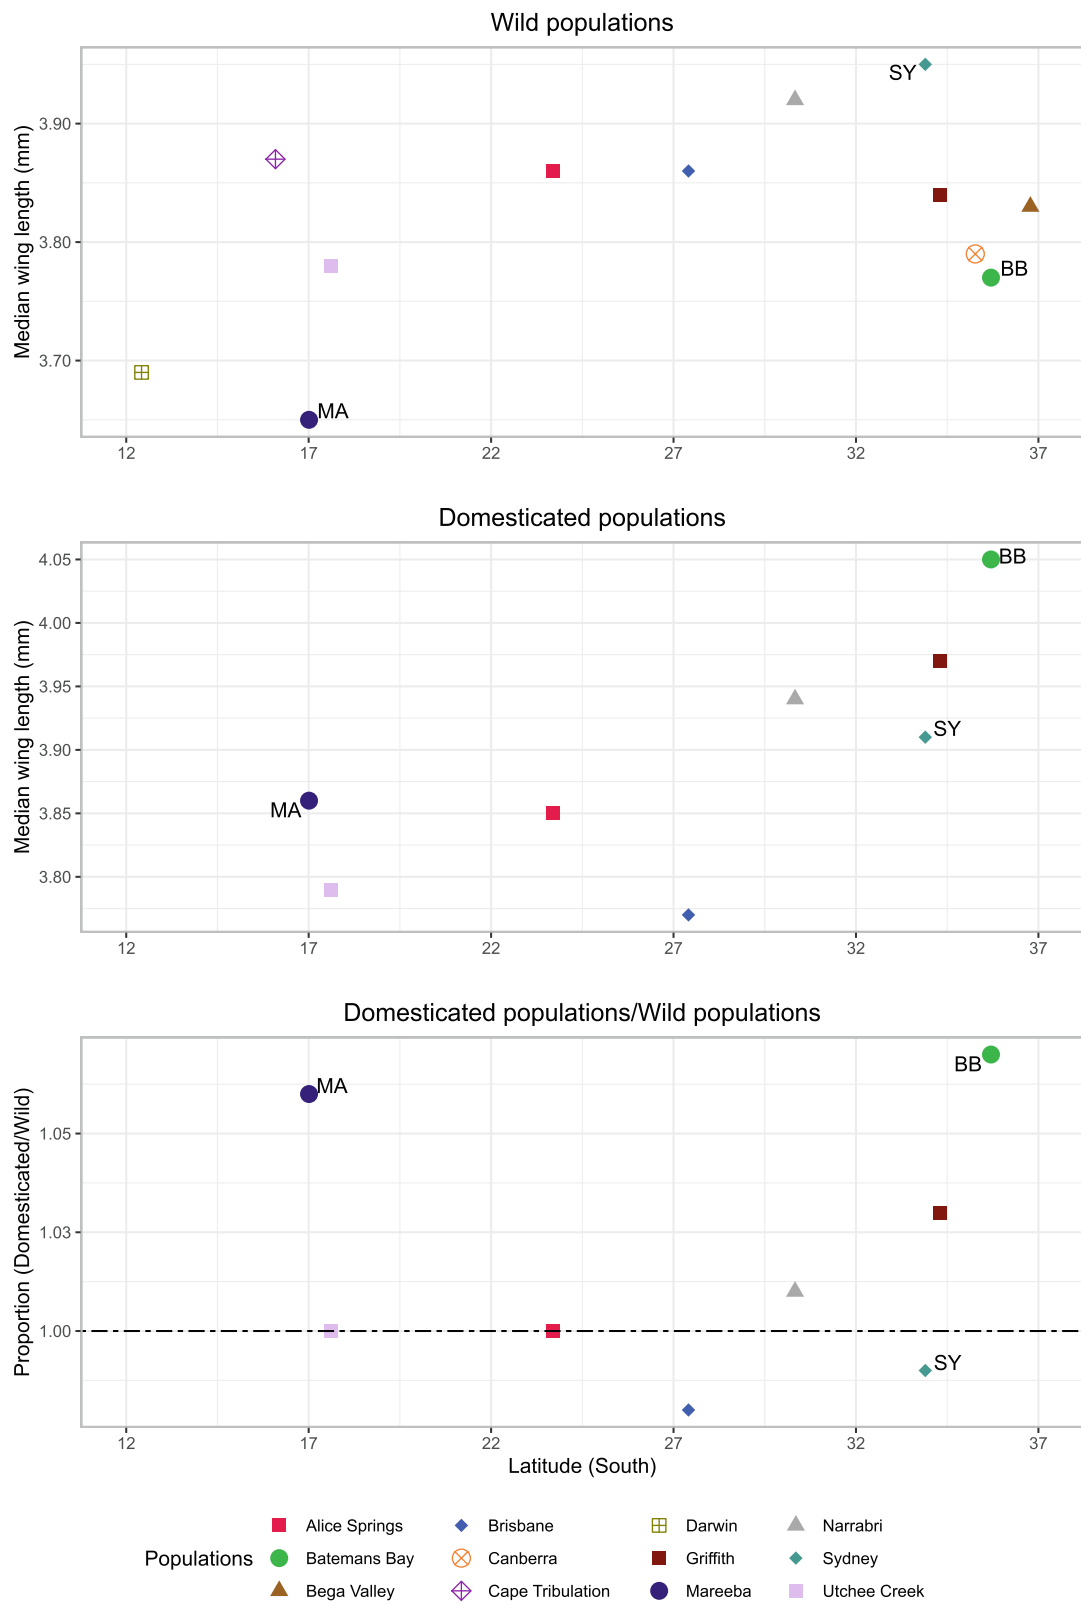 Wild populations
Median wing length (mm)
3.90
3.80
3.70
SY
BB
MA
12 17 22 27 32 37
Domesticated populations
Median wing length (mm)
4.05
4.00
3.95
3.90
3.85
3.80
BB
SY
MA
12 17 22 27 32 37
Domesticated populations/Wild populations
Proportion (Domesticated/Wild)
1.05
1.03
1.00
MA
BB
SY
12 17 22 27 32 37
Latitude (South)
Populations
Alice Springs Brisbane Darwin Narrabri
Batemans Bay Canberra Griffith Sydney
Bega Valley Cape Tribulation Mareeba Utchee Creek